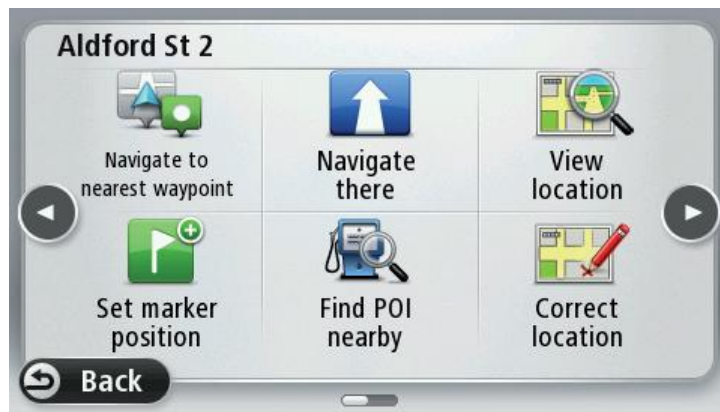 Aldford St 2
Navigate to
nearest waypoint
Navigate
there
View
location
Set marker
position
Find POI
nearby
Correct
location
Back